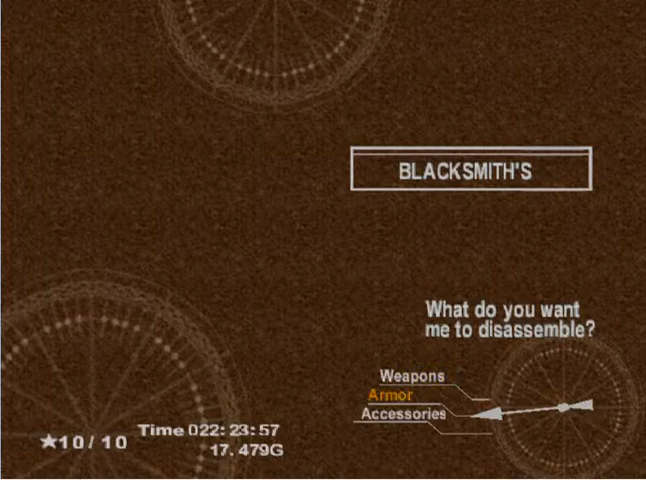 BLACKSMITH'S
What do you want
me to disassemble?
Weapons
Armor
Accessories
★10/10
Time 022:23:57
17.479G